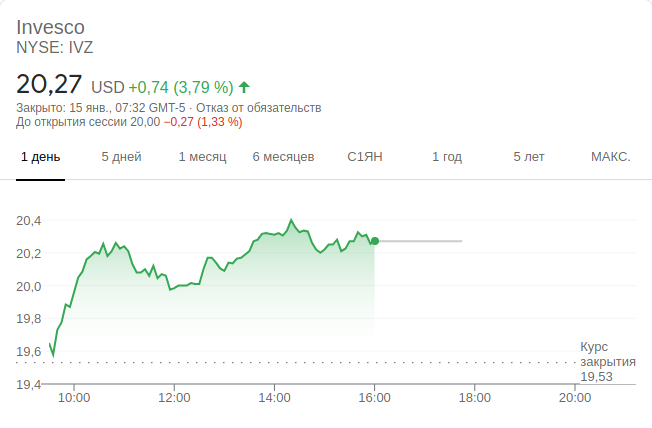 Invesco
NYSE: IVZ
20,27 USD +0,74 (3,79 %)
Закрыто: 15 янв., 07:32 GMT-5 · Отказ от обязательств
До открытия сессии 20,00 −0,27 (1,33 %)
1 день 5 дней 1 месяц 6 месяцев С1ЯН 1 год 5 лет МАКС.
20,4
20,2
20,0
19,8
19,6
19,4
Курс
закрытия
19,53
10:00 12:00 14:00 16:00 18:00 20:00